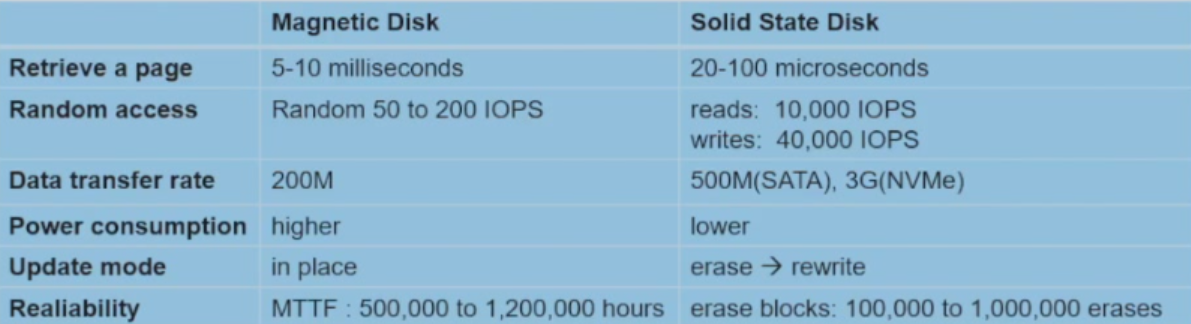 Magnetic Disk Solid State Disk
Retrieve a page 5-10 milliseconds 20-100 microseconds
Random access Random 50 to 200 IOPS reads: 10,000 IOPS
writes: 40,000 IOPS
Data transfer rate 200M 500M(SATA), 3G(NVMe)
Power consumption higher lower
Update mode in place erase → rewrite
Realiability MTTF : 500,000 to 1,200,000 hours erase blocks: 100,000 to 1,000,000 erases